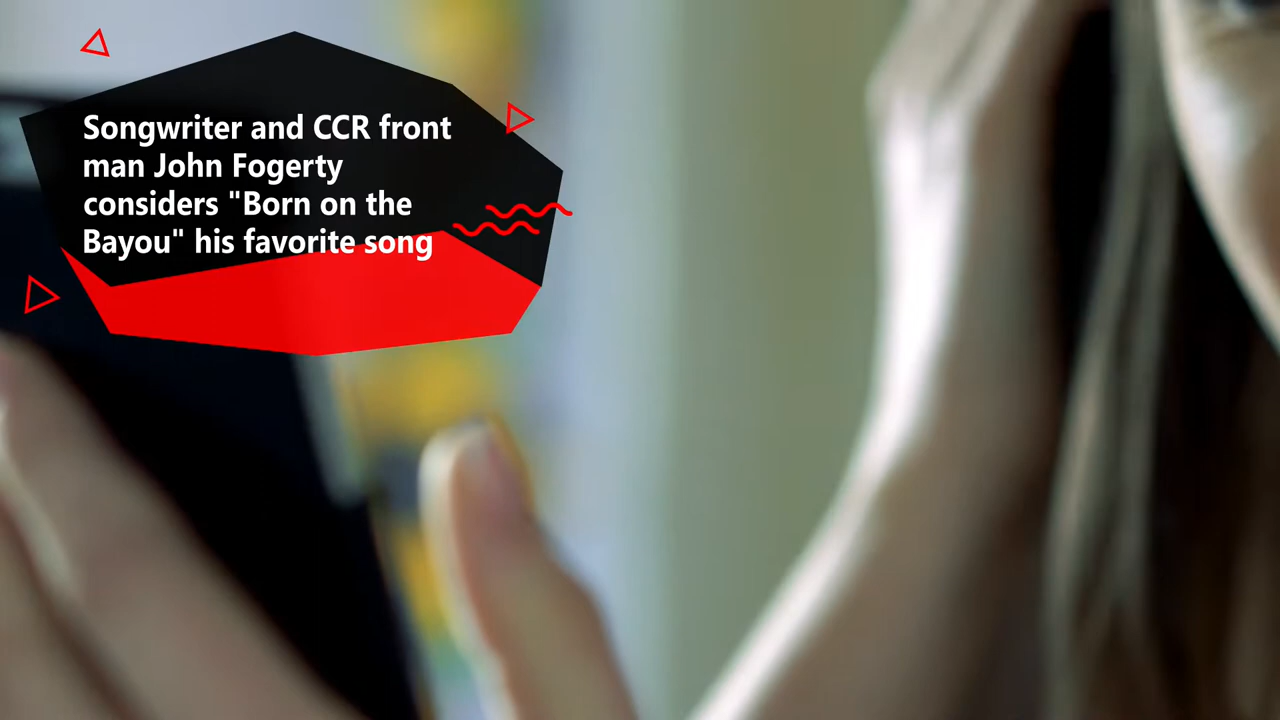 Songwriter and CCR front
man John Fogerty
considers "Born on the
Bayou" his favorite song